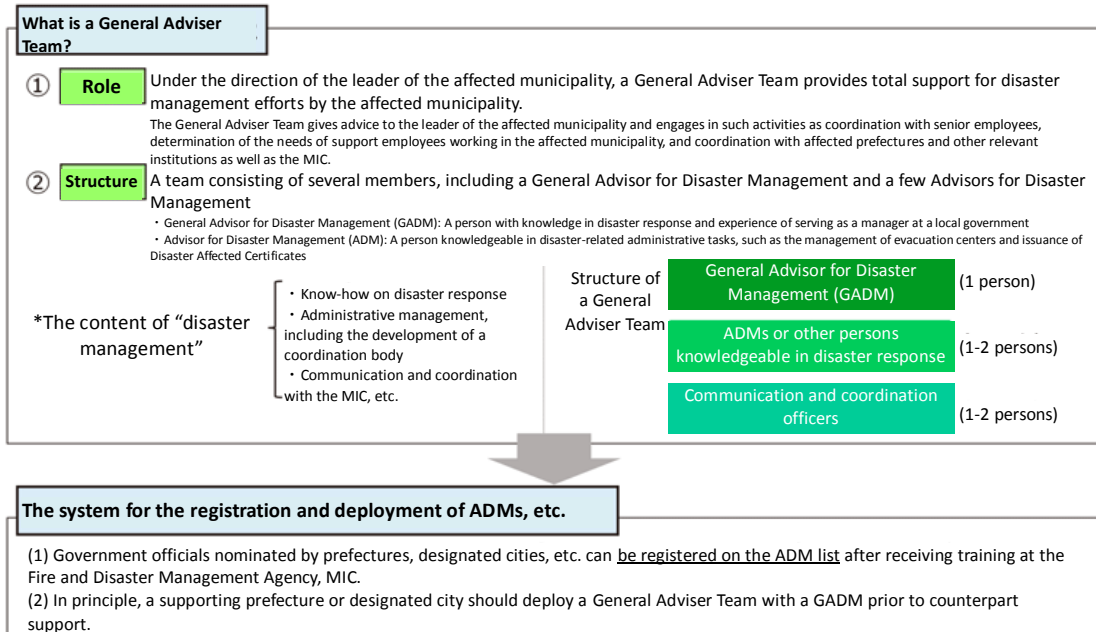 What is a General Adviser
Team?
① Role
Under the direction of the leader of the affected municipality, a General Adviser Team provides total support for disaster
management efforts by the affected municipality.
The General Adviser Team gives advice to the leader of the affected municipality and engages in such activities as coordination with senior employees,
determination of the needs of support employees working in the affected municipality, and coordination with affected prefectures and other relevant
institutions as well as the MIC.
② Structure
A team consisting of several members, including a General Advisor for Disaster Management and a few Advisors for Disaster
Management
・General Advisor for Disaster Management (GADM): A person with knowledge in disaster response and experience of serving as a manager at a local government
・Advisor for Disaster Management (ADM): A person knowledgeable in disaster-related administrative tasks, such as the management of evacuation centers and issuance of
Disaster Affected Certificates
*The content of “disaster
management”
・Know-how on disaster response
・Administrative management,
including the development of a
coordination body
・Communication and coordination
with the MIC, etc.
Structure of
a General
Adviser Team
General Advisor for Disaster
Management (GADM)
(1 person)
ADMs or other persons
knowledgeable in disaster response
(1-2 persons)
Communication and coordination
officers
(1-2 persons)
The system for the registration and deployment of ADMs, etc.
(1) Government officials nominated by prefectures, designated cities, etc. can be registered on the ADM list after receiving training at the
Fire and Disaster Management Agency, MIC.
(2) In principle, a supporting prefecture or designated city should deploy a General Adviser Team with a GADM prior to counterpart
support.